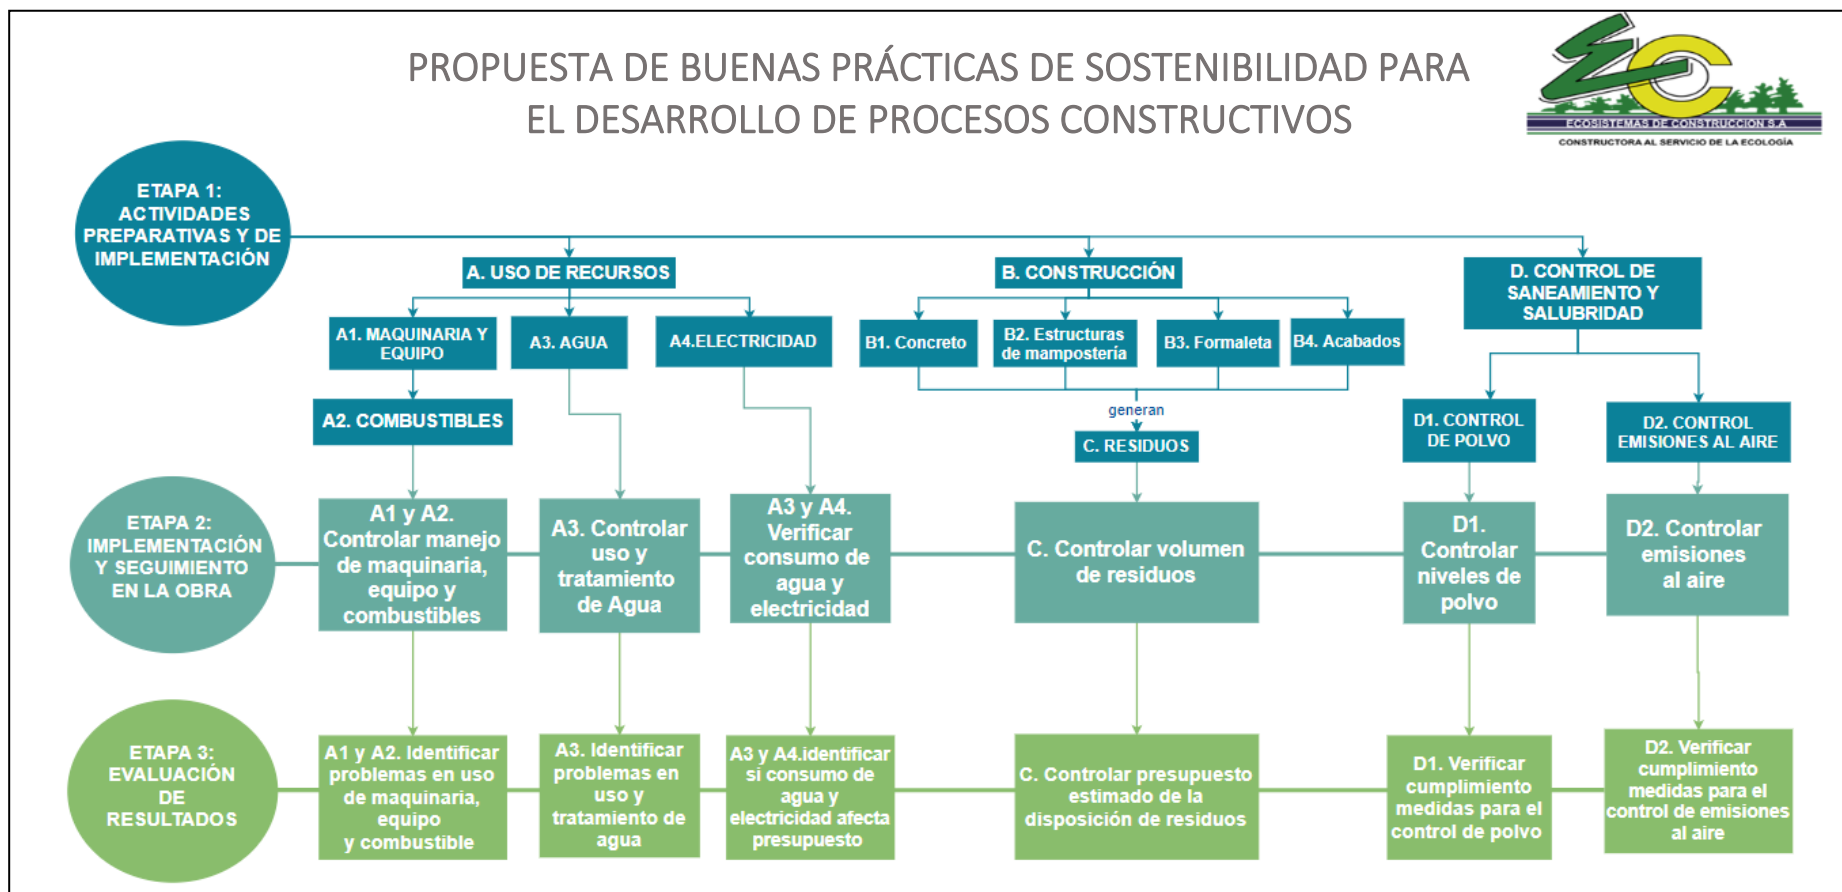 PROPUESTA DE BUENAS PRÁCTICAS DE SOSTENIBILIDAD PARA
EL DESARROLLO DE PROCESOS CONSTRUCTIVOS
EC
ECOSISTEMAS DE CONSTRUCCION S.A
CONSTRUCTORA AL SERVICIO DE LA ECOLOGÍA
ETAPA 1:
ACTIVIDADES
PREPARATIVAS Y DE
IMPLEMENTACIÓN
A. USO DE RECURSOS
B. CONSTRUCCIÓN
D. CONTROL DE
SANEAMIENTO Y
SALUBRIDAD
A1. MAQUINARIA Y
EQUIPO
A3. AGUA
A4.ELECTRICIDAD
B1. Concreto
B2. Estructuras
de mampostería
B3. Formaleta
B4. Acabados
A2. COMBUSTIBLES
generan
C. RESIDUOS
D1. CONTROL
DE POLVO
D2. CONTROL
EMISIONES AL AIRE
ETAPA 2:
IMPLEMENTACIÓN
Y SEGUIMIENTO
EN LA OBRA
A1 y A2.
Controlar manejo
de maquinaria,
equipo y
combustibles
A3. Controlar
uso y
tratamiento
de Agua
A3 y A4.
Verificar
consumo de
agua y
electricidad
C. Controlar volumen
de residuos
D1.
Controlar
niveles de
polvo
D2. Controlar
emisiones
al aire
ETAPA 3:
EVALUACIÓN
DE
RESULTADOS
A1 y A2. Identificar
problemas en uso
de maquinaria,
equipo
y combustible
A3. Identificar
problemas en
uso y
tratamiento de
agua
A3 y A4.identificar
si consumo de
agua y
electricidad afecta
presupuesto
C. Controlar presupuesto
estimado de la
disposición de residuos
D1. Verificar
cumplimiento
medidas para el
control de polvo
D2. Verificar
cumplimiento
medidas para el
control de emisiones
al aire